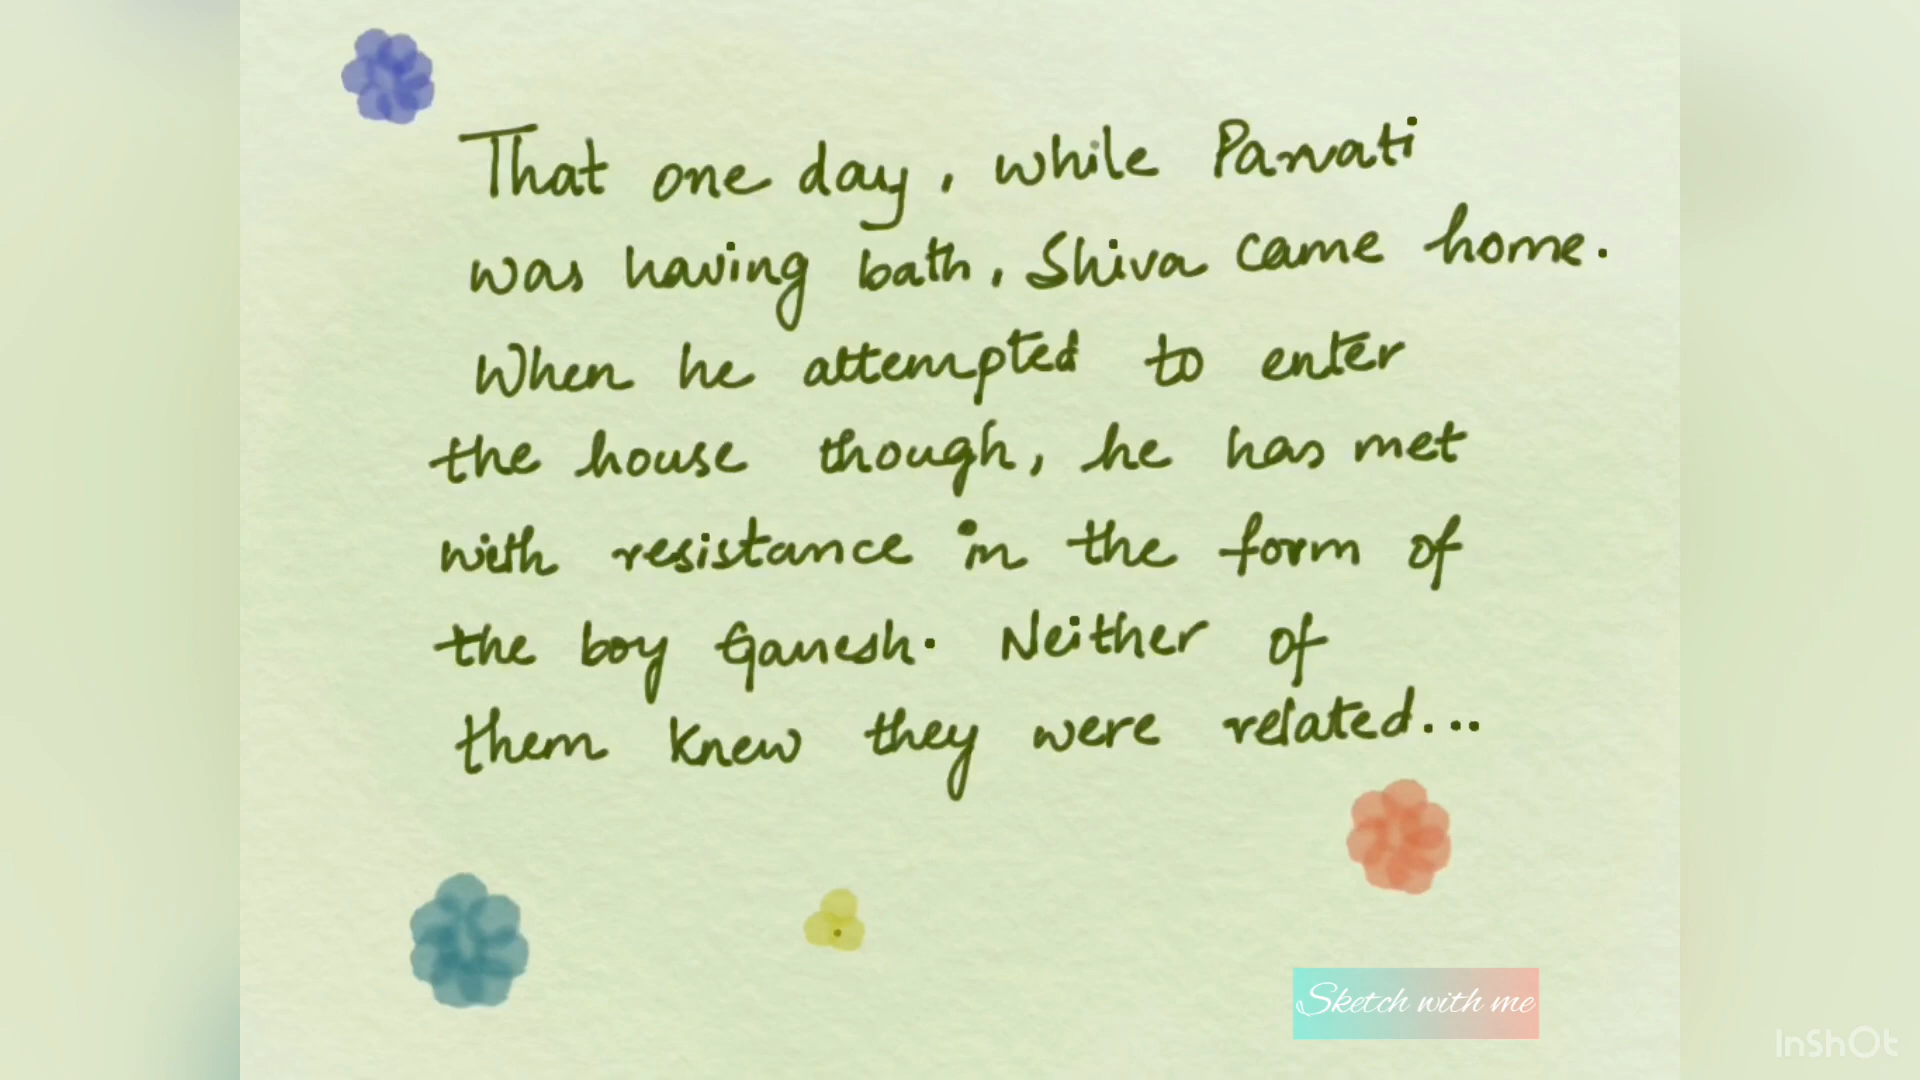 That one day, while Parvati
was having bath, Shiva came home.
When he attempted to enter
the house though, he has met
with resistance in the form of
the boy Ganesh. Neither of
them knew they were related...
Sketch with me
InShOt